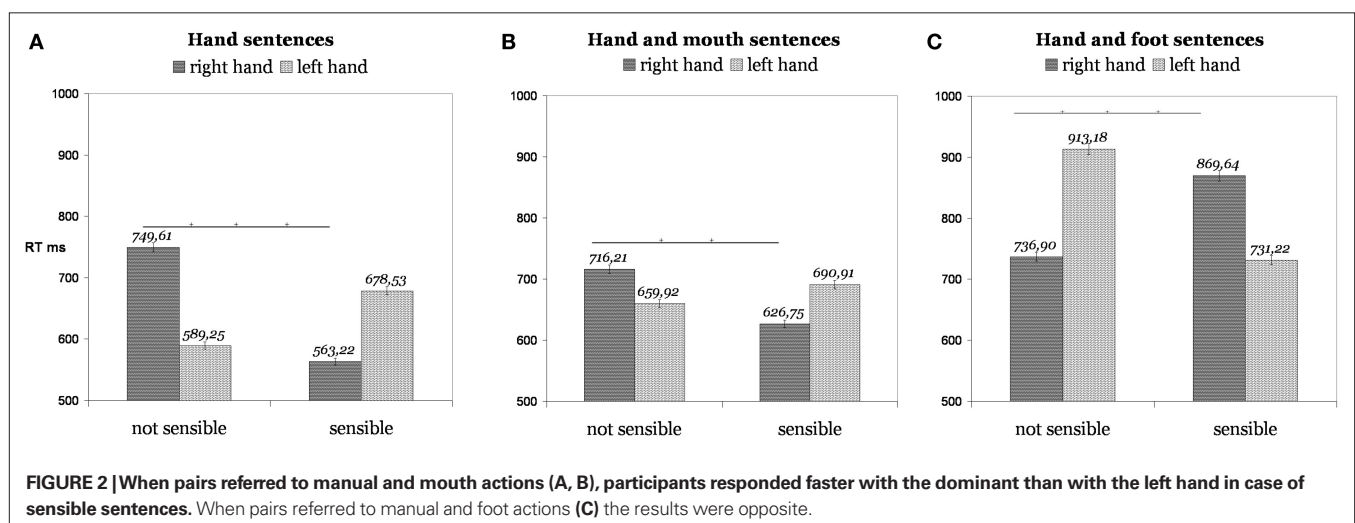 A Hand sentences
right hand left hand
1000
900
800
RT ms
700
600
500
749,61
589,25
563,22
678,53
not sensible sensible
B Hand and mouth sentences
right hand left hand
1000
900
800
700
600
500
716,21
659,92
626,75
690,91
not sensible sensible
C Hand and foot sentences
right hand left hand
1000
900
800
700
600
500
736,90
913,18
869,64
731,22
not sensible sensible
FIGURE 2 | When pairs referred to manual and mouth actions (A, B), participants responded faster with the dominant than with the left hand in case of
sensible sentences. When pairs referred to manual and foot actions (C) the results were opposite.